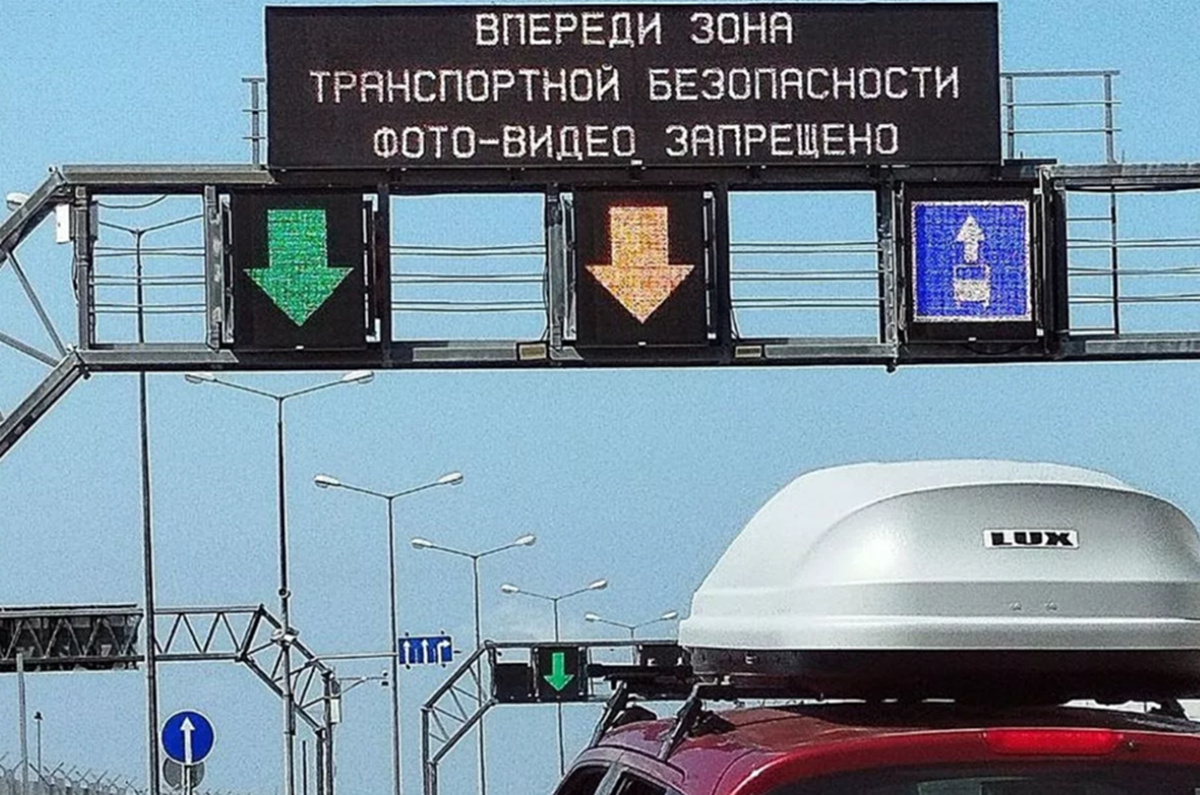 ВПЕРЕДИ ЗОНА
ТРАНСПОРТНОЙ БЕЗОПАСНОСТИ
ФОТО-ВИДЕО ЗАПРЕЩЕНО
LUX